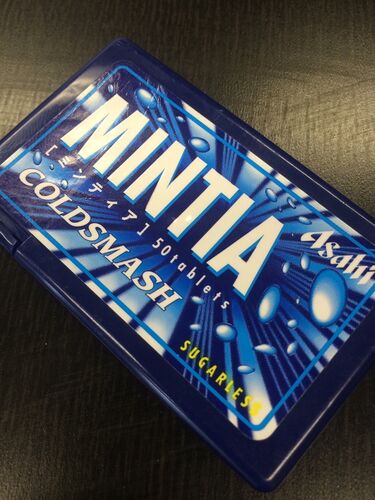 MINTIA
[ミンティア] 50tablets
COLDSMASH
Asahi
SUGARLESS